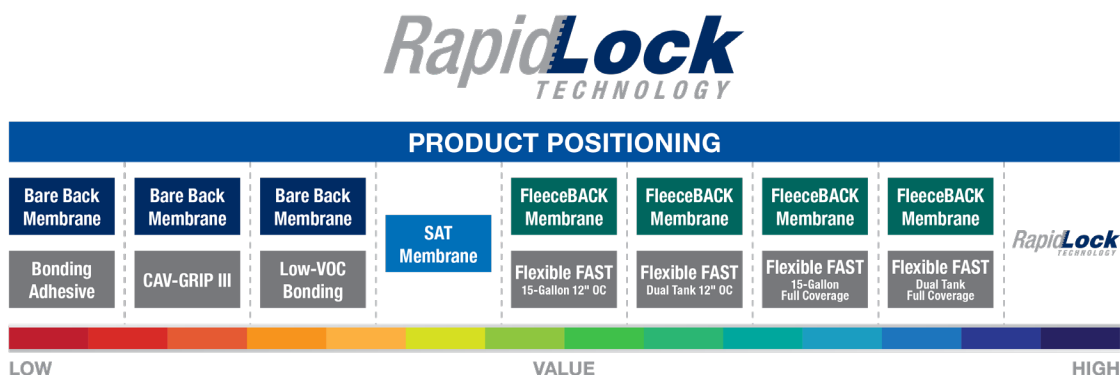 RapidLock
TECHNOLOGY
PRODUCT POSITIONING
Bare Back
Membrane
Bonding
Adhesive
Bare Back
Membrane
CAV-GRIP III
Bare Back
Membrane
Low-VOC
Bonding
SAT
Membrane
FleeceBACK
Membrane
Flexible FAST
15-Gallon 12" OC
FleeceBACK
Membrane
Flexible FAST
Dual Tank 12" OC
FleeceBACK
Membrane
Flexible FAST
15-Gallon
Full Coverage
FleeceBACK
Membrane
Flexible FAST
Dual Tank
Full Coverage
RapidLock
TECHNOLOGY
LOW VALUE HIGH